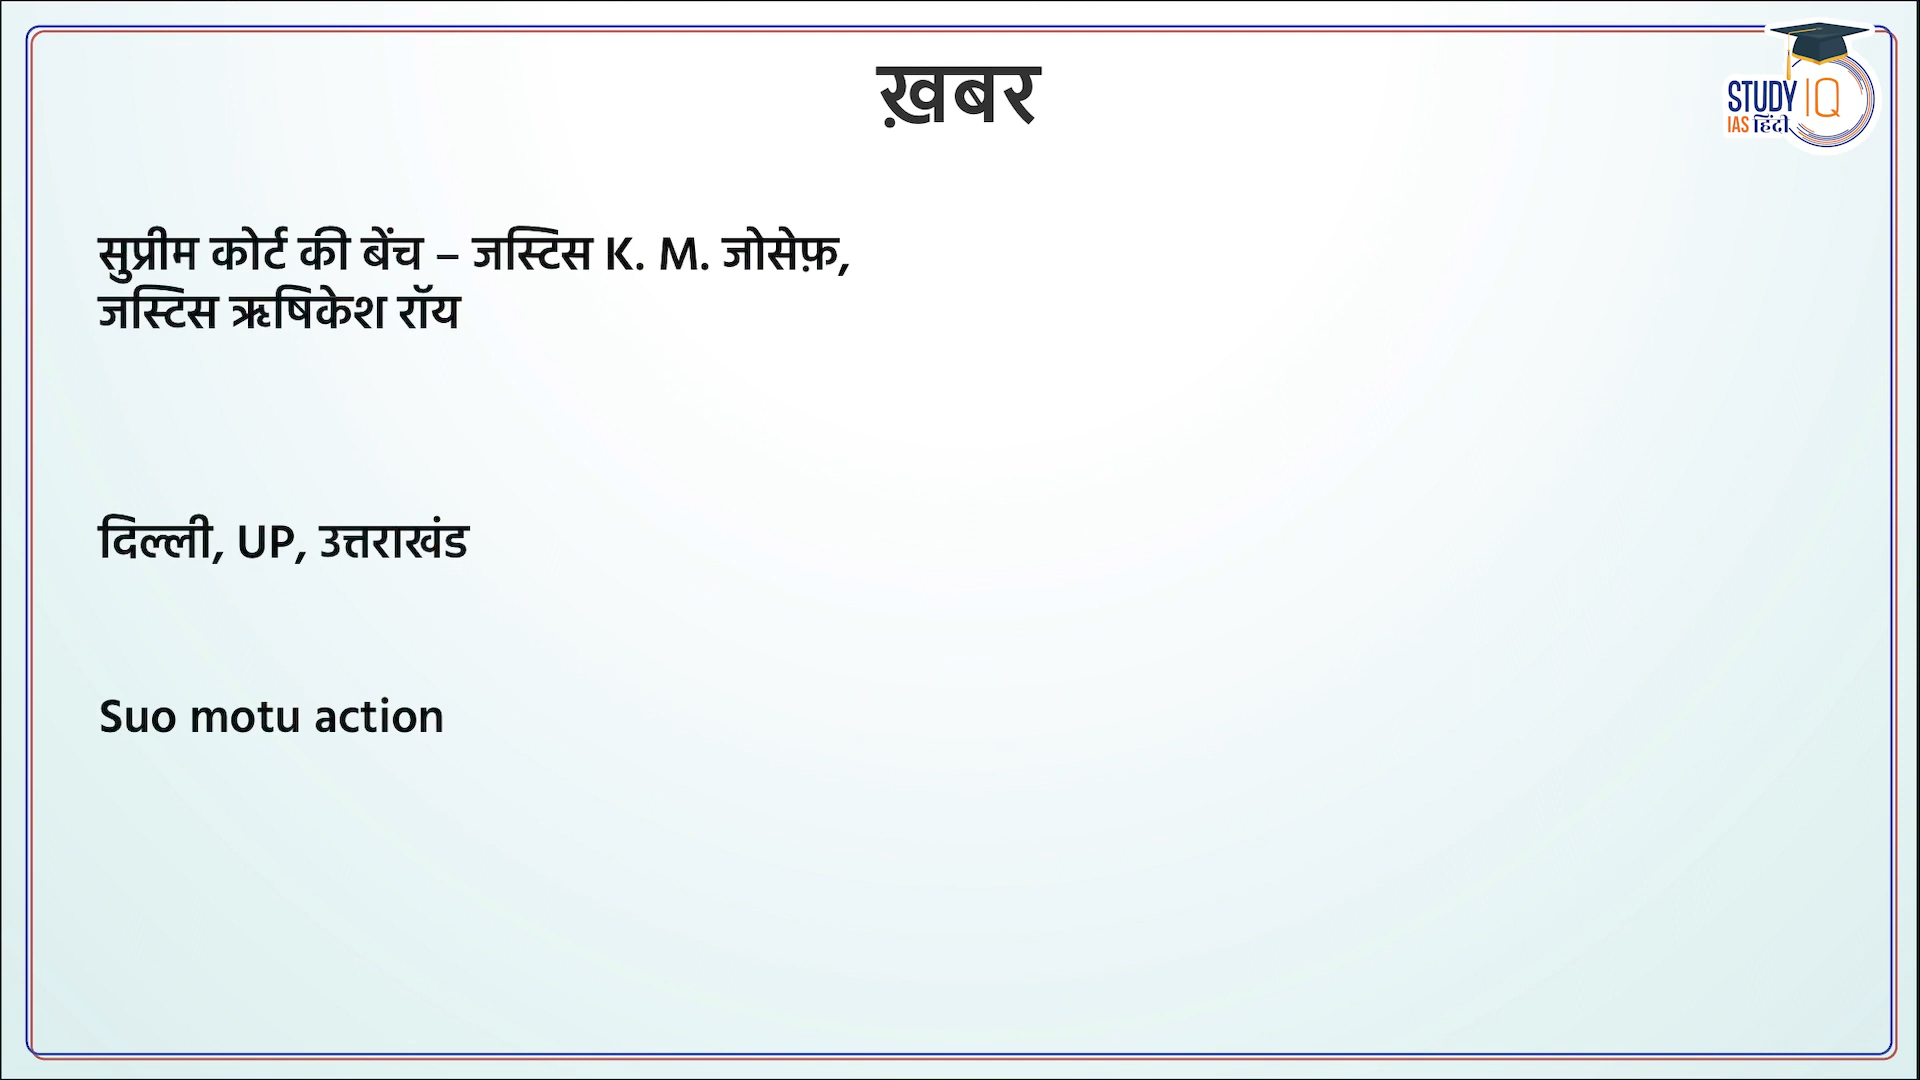 ख़बर
STUDY IQ
IAS हिंदी
सुप्रीम कोर्ट की बेंच – जस्टिस K. M. जोसेफ़,
जस्टिस ऋषिकेश रॉय
दिल्ली, UP, उत्तराखंड
Suo motu action